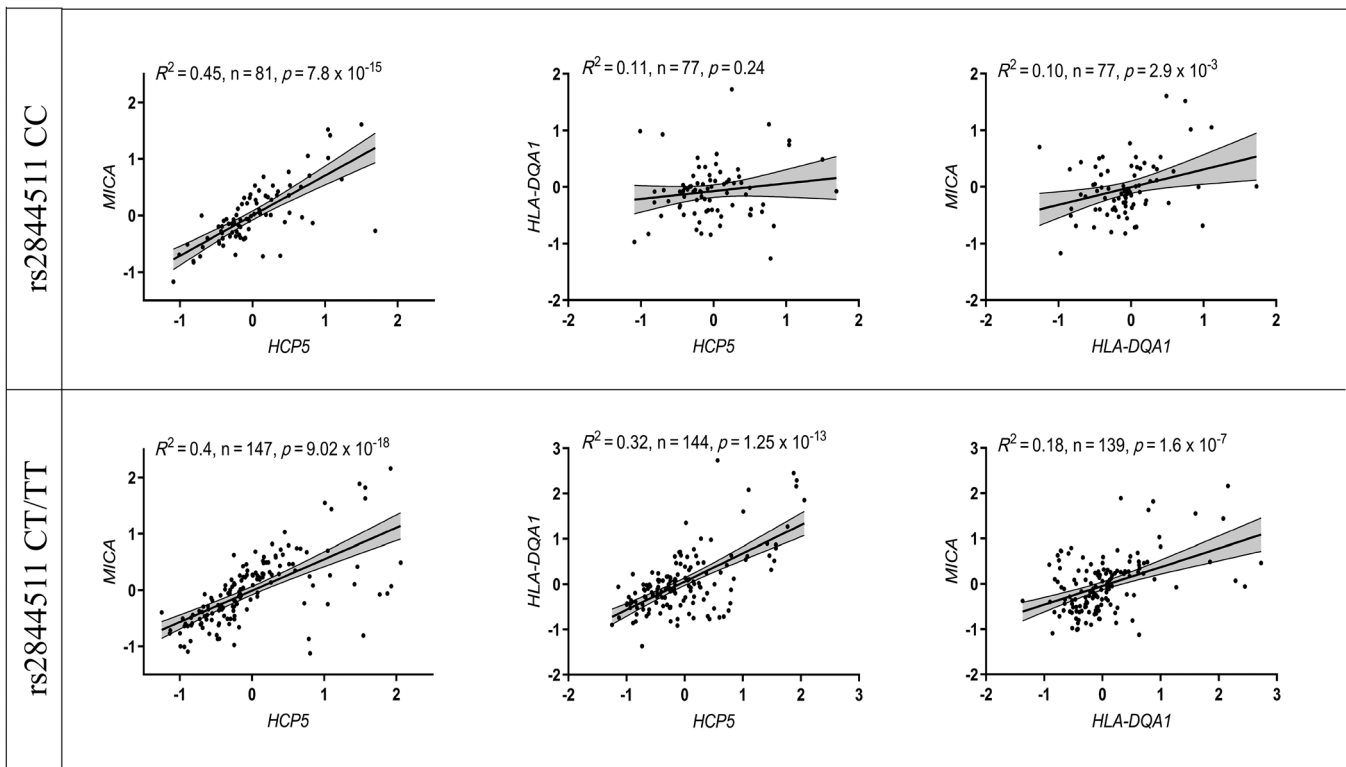 rs2844511 CC
R² = 0.45, n = 81, p = 7.8 x 10⁻¹⁵
MICA
2
1
0
-1
-1 0 1 2
HCP5
R² = 0.11, n = 77, p = 0.24
HLA-DQA1
2
1
0
-1
-2
-2 -1 0 1 2
HCP5
R² = 0.10, n = 77, p = 2.9 x 10⁻³
MICA
2
1
0
-1
-2
-2 -1 0 1 2
HLA-DQA1
rs2844511 CT/TT
R² = 0.4, n = 147, p = 9.02 x 10⁻¹⁸
MICA
2
1
0
-1
-1 0 1 2
HCP5
R² = 0.32, n = 144, p = 1.25 x 10⁻¹³
HLA-DQA1
3
2
1
0
-1
-2
-2 -1 0 1 2 3
HCP5
R² = 0.18, n = 139, p = 1.6 x 10⁻⁷
MICA
3
2
1
0
-1
-2
-2 -1 0 1 2 3
HLA-DQA1